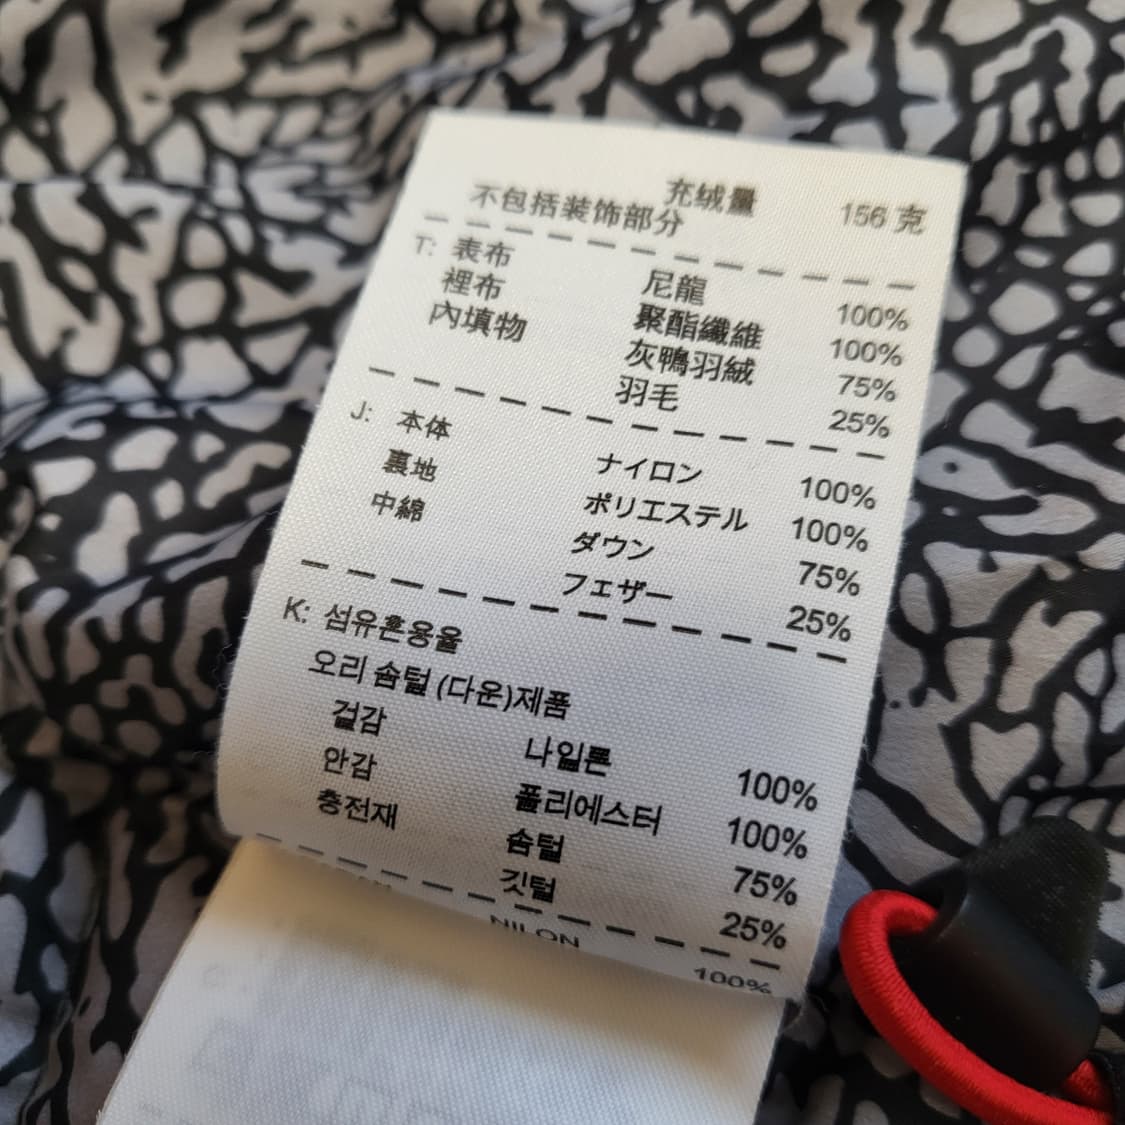 充绒量 156 克
不包括装饰部分
T: 表布 尼龍 100%
裡布 聚酯纖維 100%
內填物 灰鴨羽絨 75%
羽毛 25%
J: 本体 ナイロン 100%
裏地 ポリエステル 100%
中綿 ダウン 75%
フェザー 25%
K: 섬유혼용율
오리 솜털 (다운)제품
겉감 나일론 100%
안감 폴리에스터 100%
충전재 솜털 75%
깃털 25%
NILON 100%